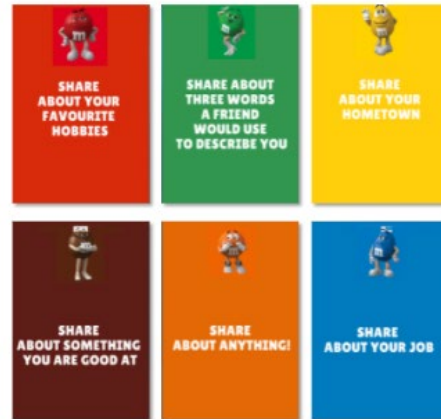 SHARE
ABOUT YOUR
FAVOURITE
HOBBIES
SHARE ABOUT
THREE WORDS
A FRIEND
WOULD USE
TO DESCRIBE YOU
SHARE
ABOUT YOUR
HOMETOWN
SHARE
ABOUT SOMETHING
YOU ARE GOOD AT
SHARE
ABOUT ANYTHING!
SHARE
ABOUT YOUR JOB